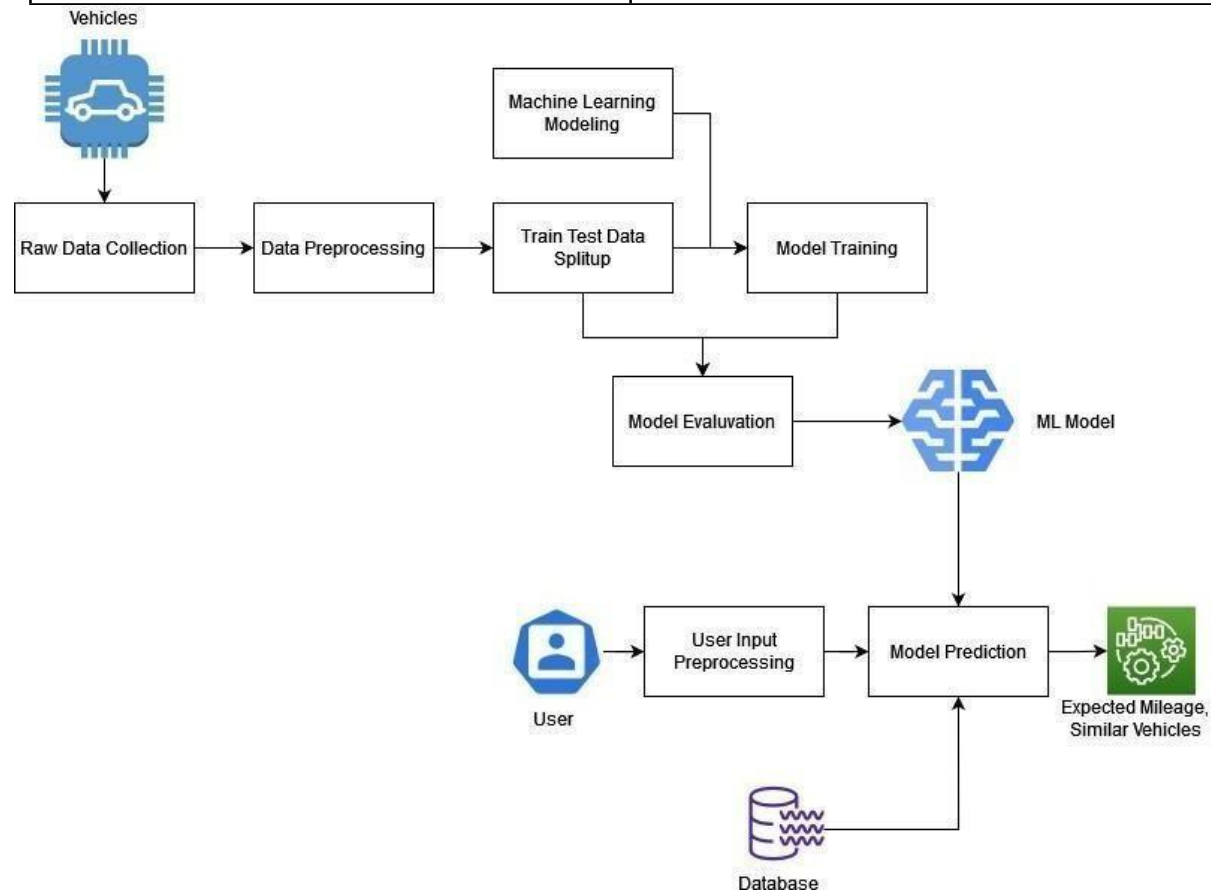 Vehicles
Machine Learning
Modeling
Raw Data Collection
Data Preprocessing
Train Test Data
Splitup
Model Training
Model Evaluvation
ML Model
User Input
Preprocessing
Model Prediction
User
Expected Mileage,
Similar Vehicles
Database